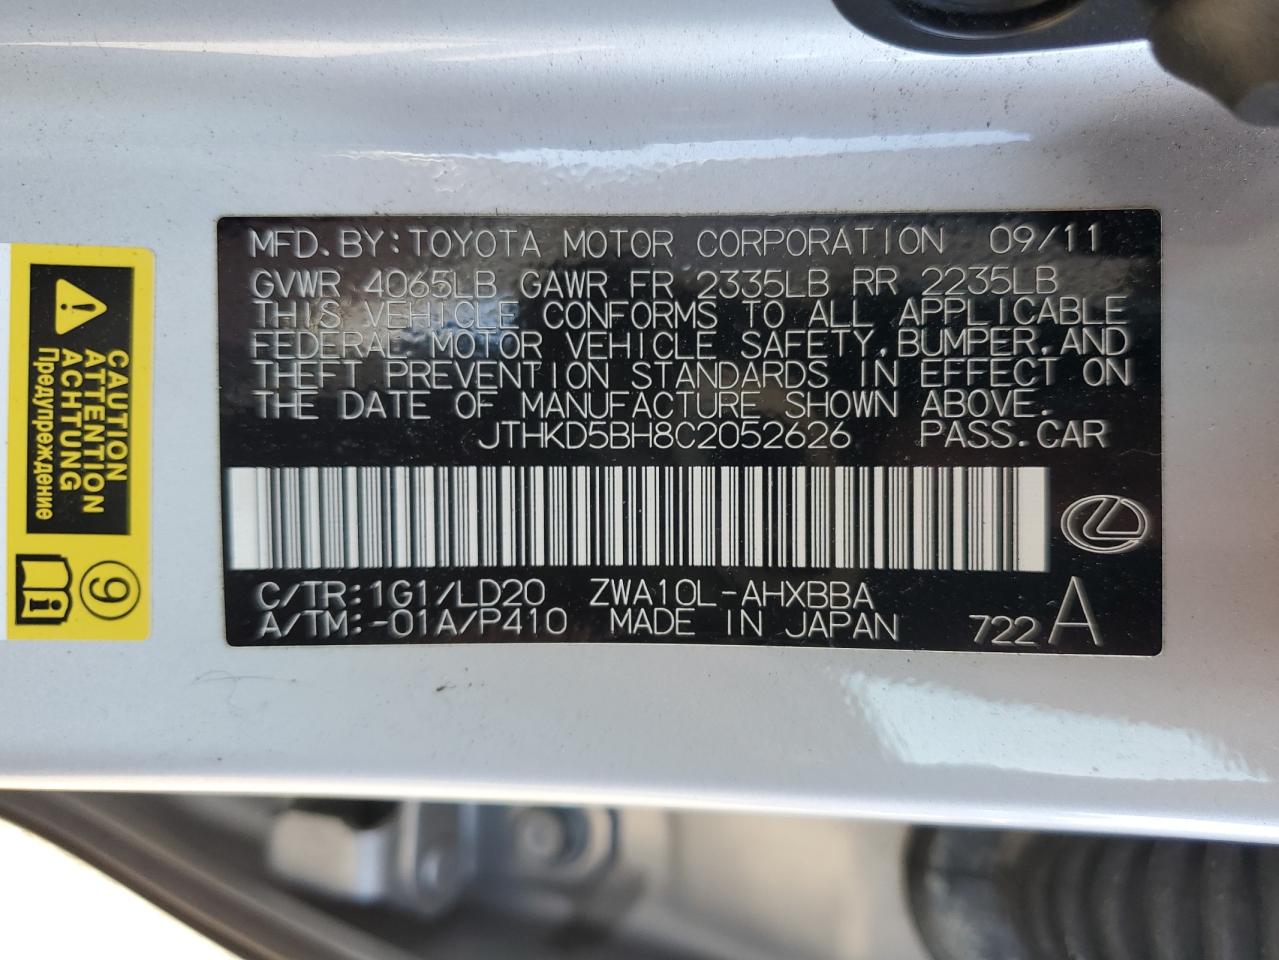 MFD.BY:TOYOTA MOTOR CORPORATION 09/11
GVWR 4065LB GAWR FR 2335LB RR 2235LB
THIS VEHICLE CONFORMS TO ALL APPLICABLE
FEDERAL MOTOR VEHICLE SAFETY,BUMPER,AND
THEFT PREVENTION STANDARDS IN EFFECT ON
THE DATE OF MANUFACTURE SHOWN ABOVE.
JTHKD5BH8C2052626 PASS.CAR
C/TR:1G1/LD20 ZWA10L-AHXBBA
A/TM:-01A/P410 MADE IN JAPAN 722 A
CAUTION
ATTENTION
ACHTUNG
Предупреждение
9